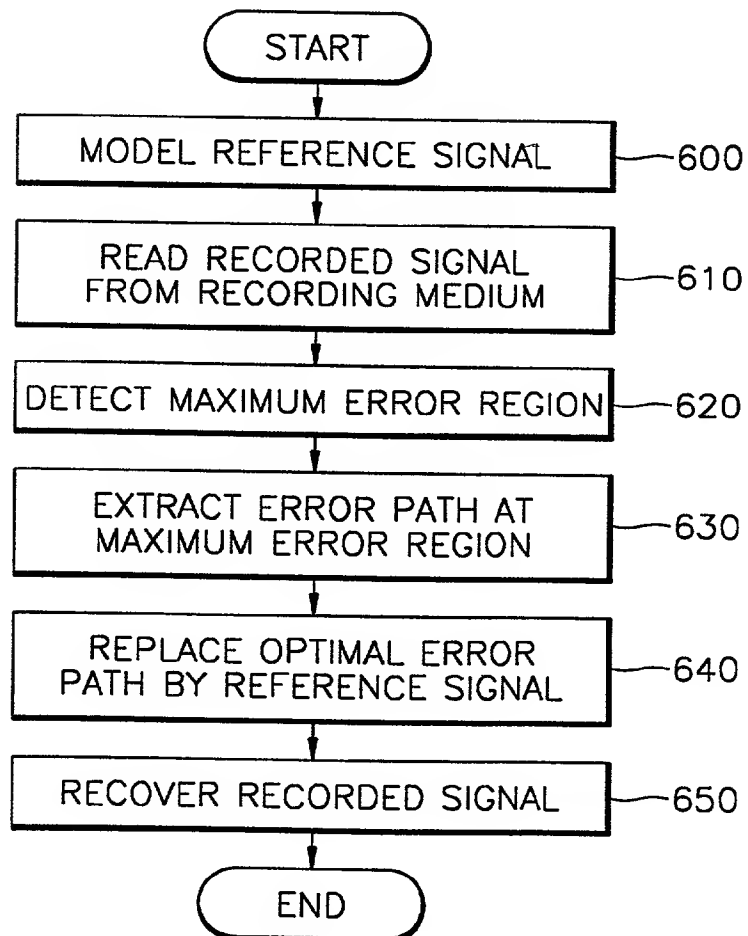 START
MODEL REFERENCE SIGNAL
600
READ RECORDED SIGNAL
FROM RECORDING MEDIUM
610
DETECT MAXIMUM ERROR REGION
620
EXTRACT ERROR PATH AT
MAXIMUM ERROR REGION
630
REPLACE OPTIMAL ERROR
PATH BY REFERENCE SIGNAL
640
RECOVER RECORDED SIGNAL
650
END